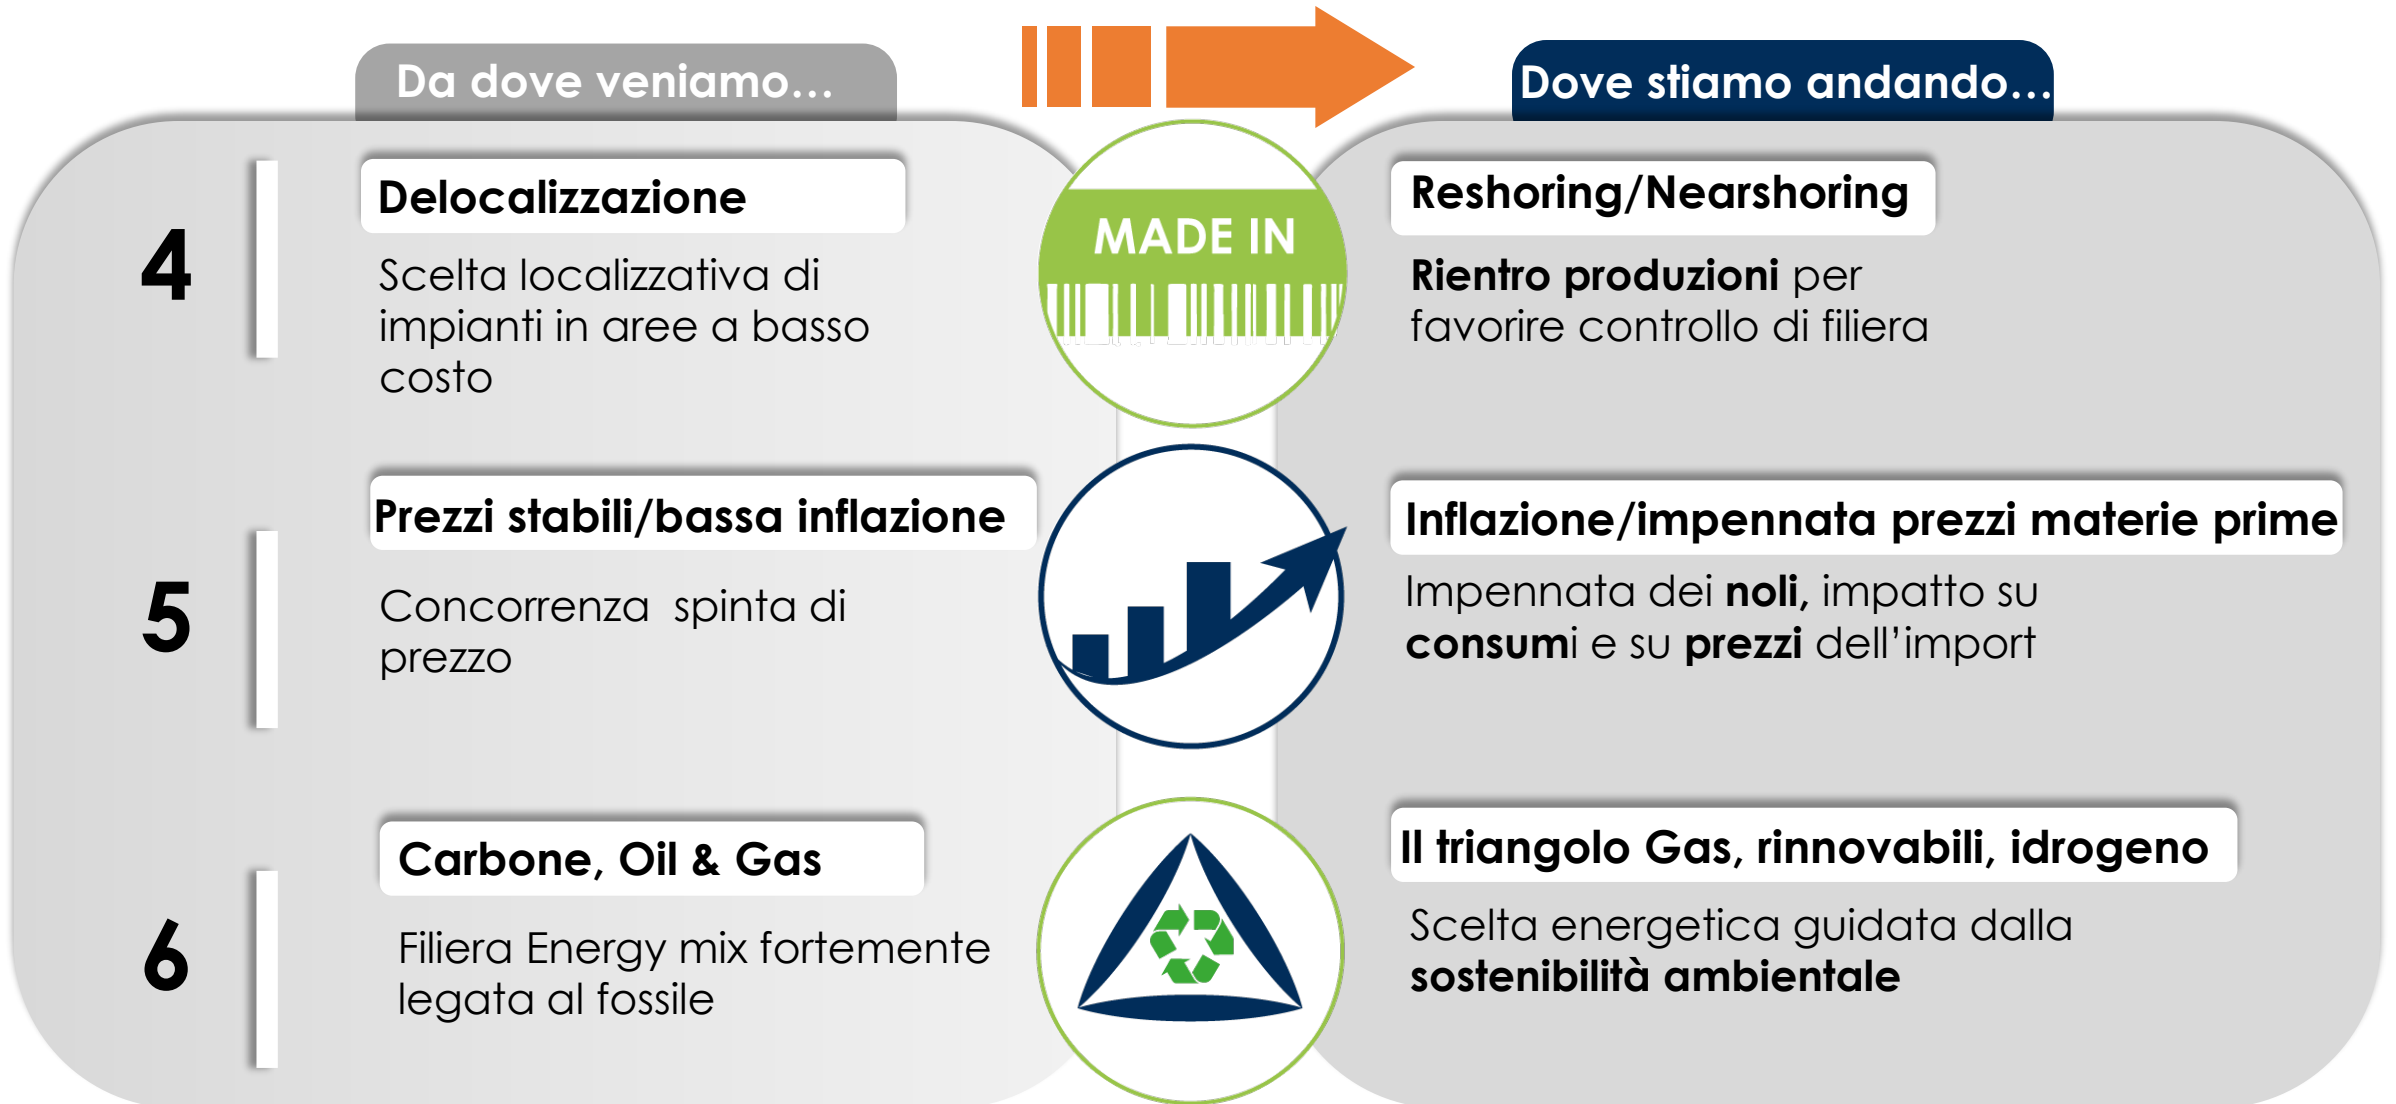 Da dove veniamo...
Dove stiamo andando...
4
Delocalizzazione
Scelta localizzativa di
impianti in aree a basso
costo
MADE IN
Reshoring/Nearshoring
Rientro produzioni per
favorire controllo di filiera
5
Prezzi stabili/bassa inflazione
Concorrenza  spinta di
prezzo
Inflazione/impennata prezzi materie prime
Impennata dei noli, impatto su
consumi e su prezzi dell’import
6
Carbone, Oil & Gas
Filiera Energy mix fortemente
legata al fossile
Il triangolo Gas, rinnovabili, idrogeno
Scelta energetica guidata dalla
sostenibilità ambientale